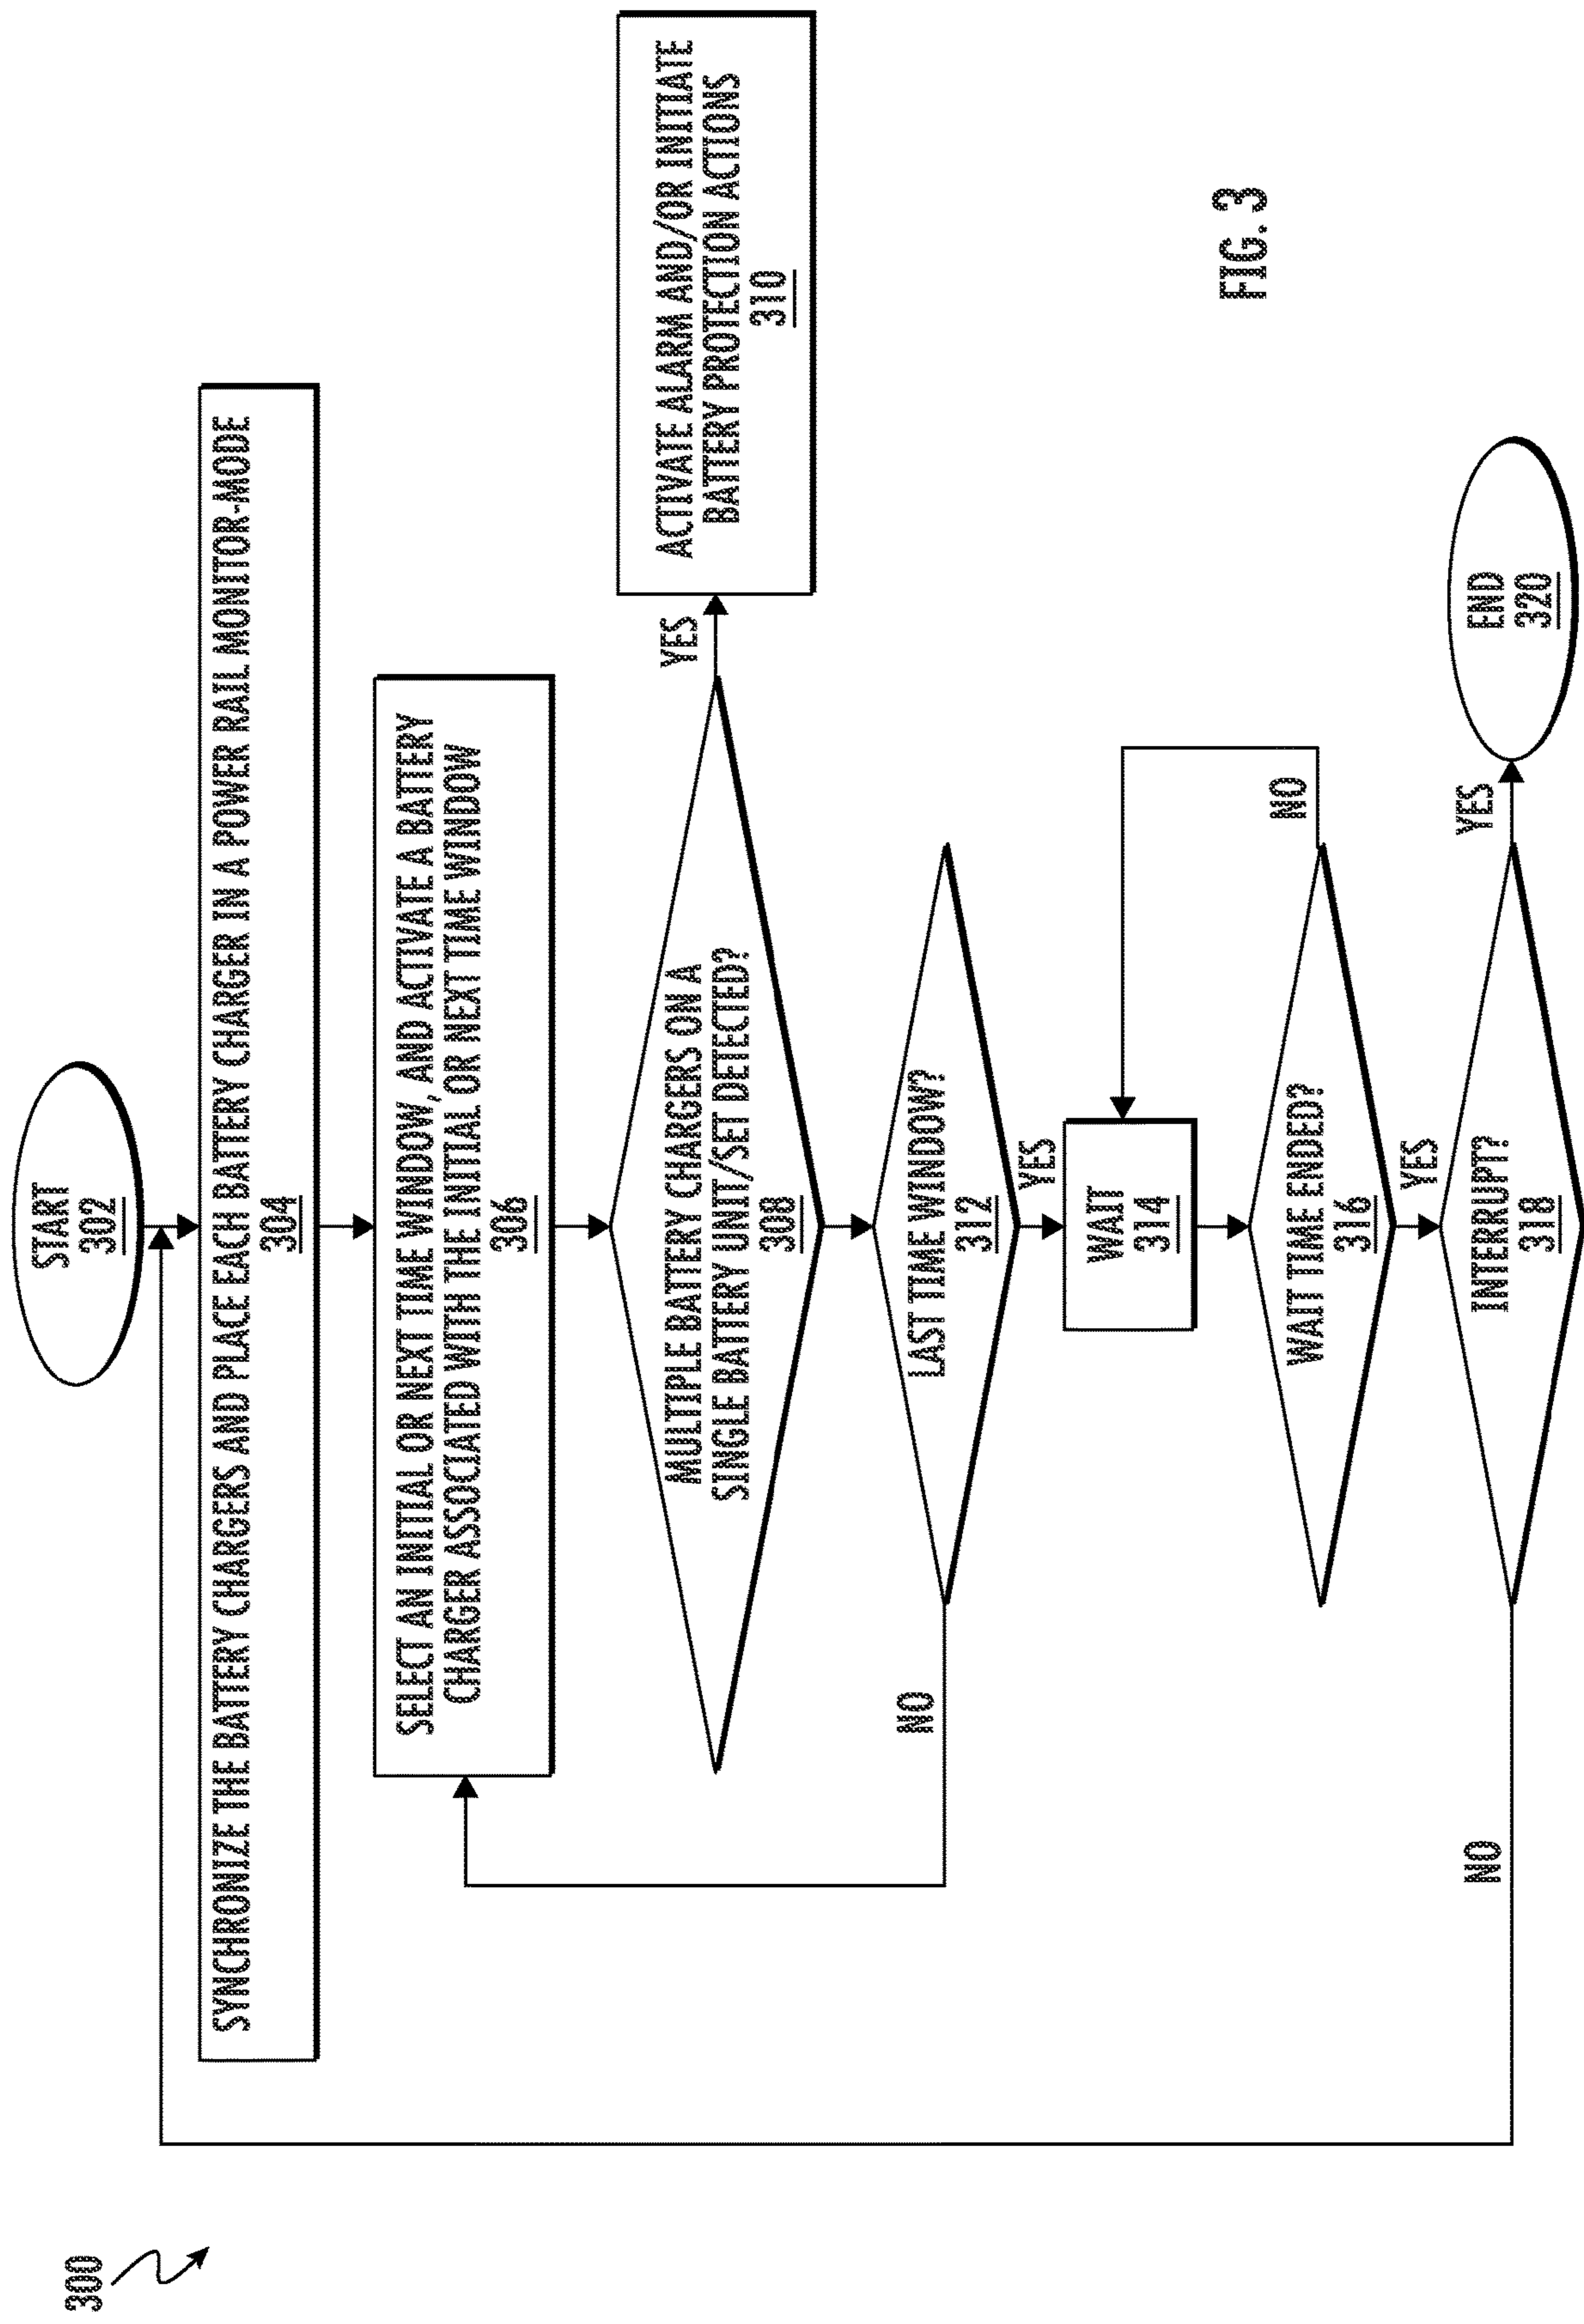 300
START
302
SYNCHRONIZE THE BATTERY CHARGERS AND PLACE EACH BATTERY CHARGER IN A POWER RAIL MONITOR-MODE
304
SELECT AN INITIAL OR NEXT TIME WINDOW, AND ACTIVATE A BATTERY
CHARGER ASSOCIATED WITH THE INITIAL OR NEXT TIME WINDOW
306
MULTIPLE BATTERY CHARGERS ON A
SINGLE BATTERY UNIT/SET DETECTED?
308
YES
ACTIVATE ALARM AND/OR INITIATE
BATTERY PROTECTION ACTIONS
310
LAST TIME WINDOW?
312
NO
YES
WAIT
314
WAIT TIME ENDED?
316
NO
YES
INTERRUPT?
318
NO
YES
END
320
FIG. 3